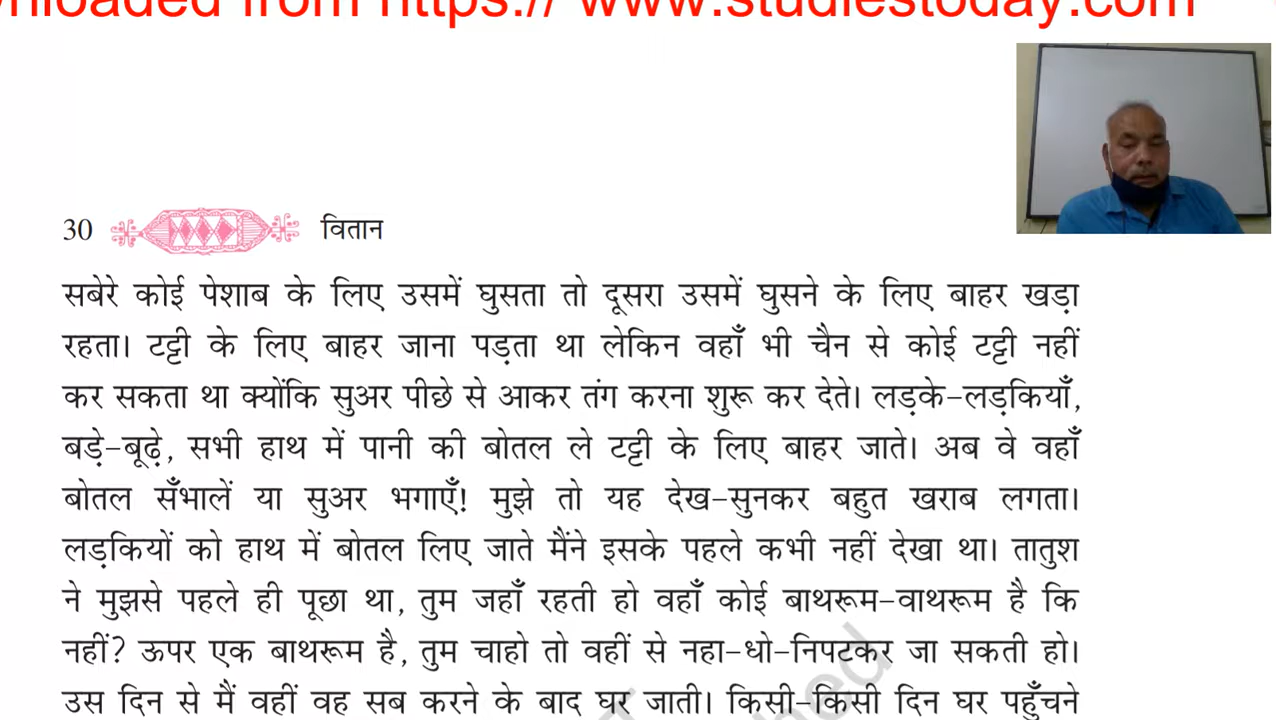 nloaded from https:// www.studiestoday.com
30 वितान
सबेरे कोई पेशाब के लिए उसमें घुसता तो दूसरा उसमें घुसने के लिए बाहर खड़ा
रहता। टट्टी के लिए बाहर जाना पड़ता था लेकिन वहाँ भी चैन से कोई टट्टी नहीं
कर सकता था क्योंकि सुअर पीछे से आकर तंग करना शुरू कर देते। लड़के-लड़कियाँ,
बड़े-बूढ़े, सभी हाथ में पानी की बोतल ले टट्टी के लिए बाहर जाते। अब वे वहाँ
बोतल सँभालें या सुअर भगाएँ! मुझे तो यह देख-सुनकर बहुत खराब लगता।
लड़कियों को हाथ में बोतल लिए जाते मैंने इसके पहले कभी नहीं देखा था। तातुश
ने मुझसे पहले ही पूछा था, तुम जहाँ रहती हो वहाँ कोई बाथरूम-वाथरूम है कि
नहीं? ऊपर एक बाथरूम है, तुम चाहो तो वहीं से नहा-धो-निपटकर जा सकती हो।
उस दिन से मैं वहीं वह सब करने के बाद घर जाती। किसी-किसी दिन घर पहुँचने